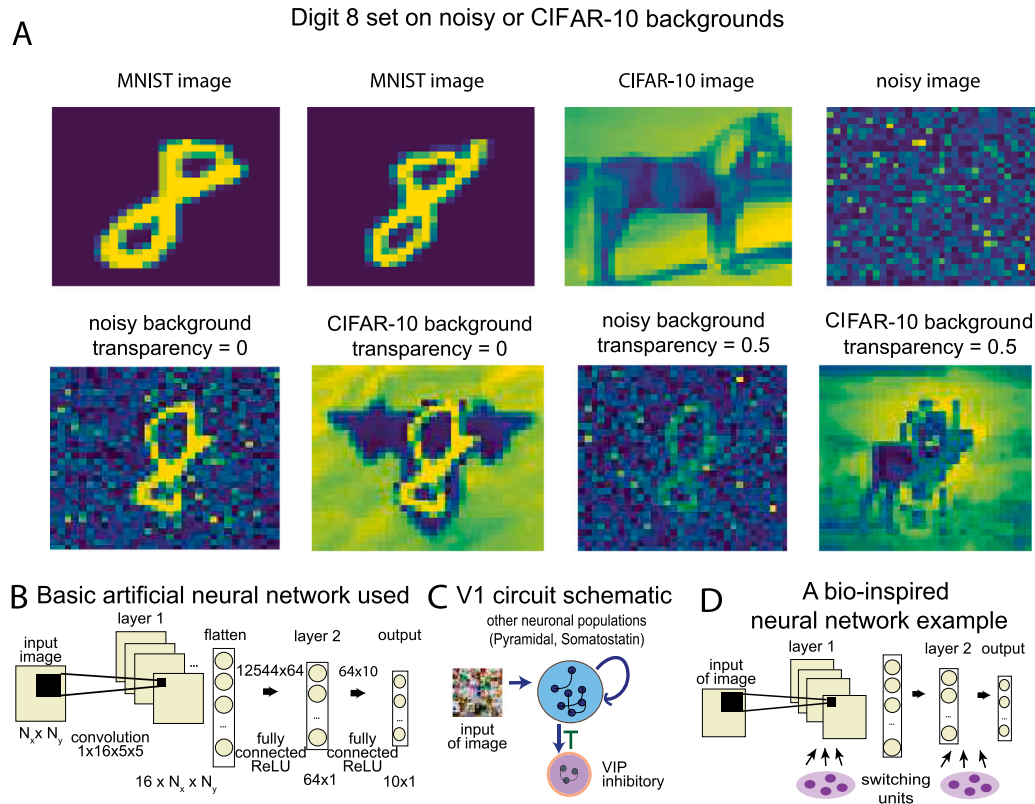 Digit 8 set on noisy or CIFAR-10 backgrounds
A
MNIST image
MNIST image
CIFAR-10 image
noisy image
noisy background
transparency = 0
CIFAR-10 background
transparency = 0
noisy background
transparency = 0.5
CIFAR-10 background
transparency = 0.5
B Basic artificial neural network used
layer 1
input
image
flatten
layer 2
output
12544x64
64x10
...
...
...
...
Nx x Ny
convolution
1x16x5x5
16 x Nx x Ny
fully
connected
ReLU
64x1
fully
connected
ReLU
10x1
C V1 circuit schematic
other neuronal populations
(Pyramidal, Somatostatin)
input
of image
VIP
inhibitory
D A bio-inspired
neural network example
layer 1
input
of image
layer 2
output
...
...
...
switching
units